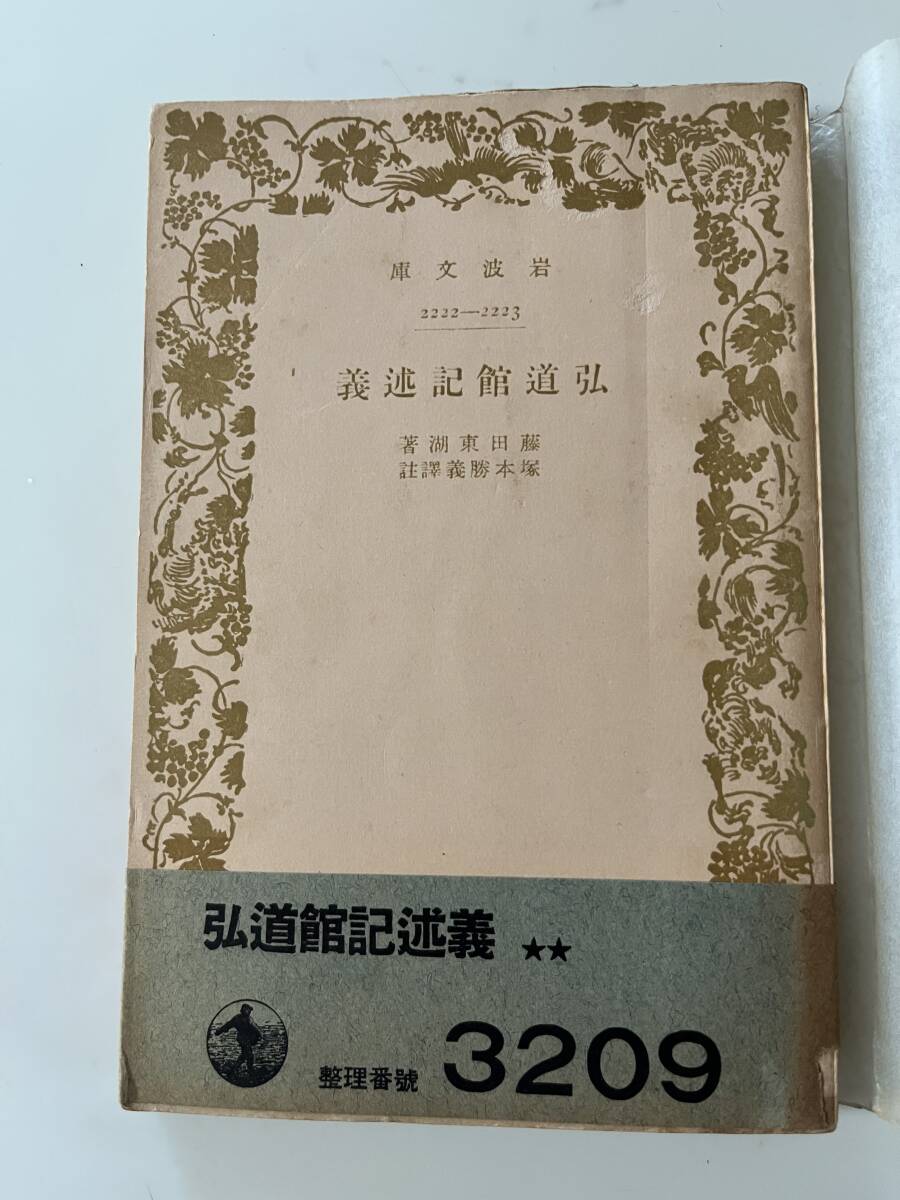 岩波文庫
2222—2223
弘道館記述義
藤田東湖著
塚本勝義譯註
弘道館記述義 ★★
整理番號 3209